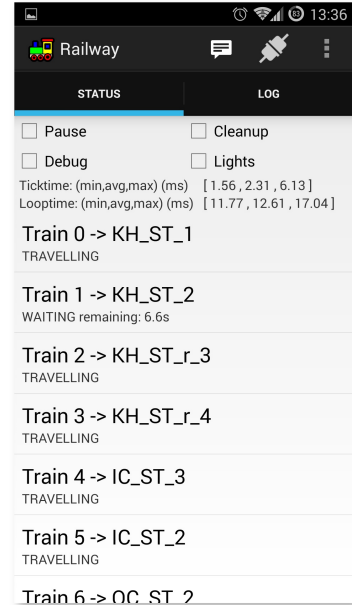 83 13:36
Railway
STATUS LOG
Pause Cleanup
Debug Lights
Ticktime: (min,avg,max) (ms) [ 1.56 , 2.31 , 6.13 ]
Looptime: (min,avg,max) (ms) [ 11.77 , 12.61 , 17.04 ]
Train 0 -> KH_ST_1
TRAVELLING
Train 1 -> KH_ST_2
WAITING remaining: 6.6s
Train 2 -> KH_ST_r_3
TRAVELLING
Train 3 -> KH_ST_r_4
TRAVELLING
Train 4 -> IC_ST_3
TRAVELLING
Train 5 -> IC_ST_2
TRAVELLING
Train 6 -> OC_ST_2